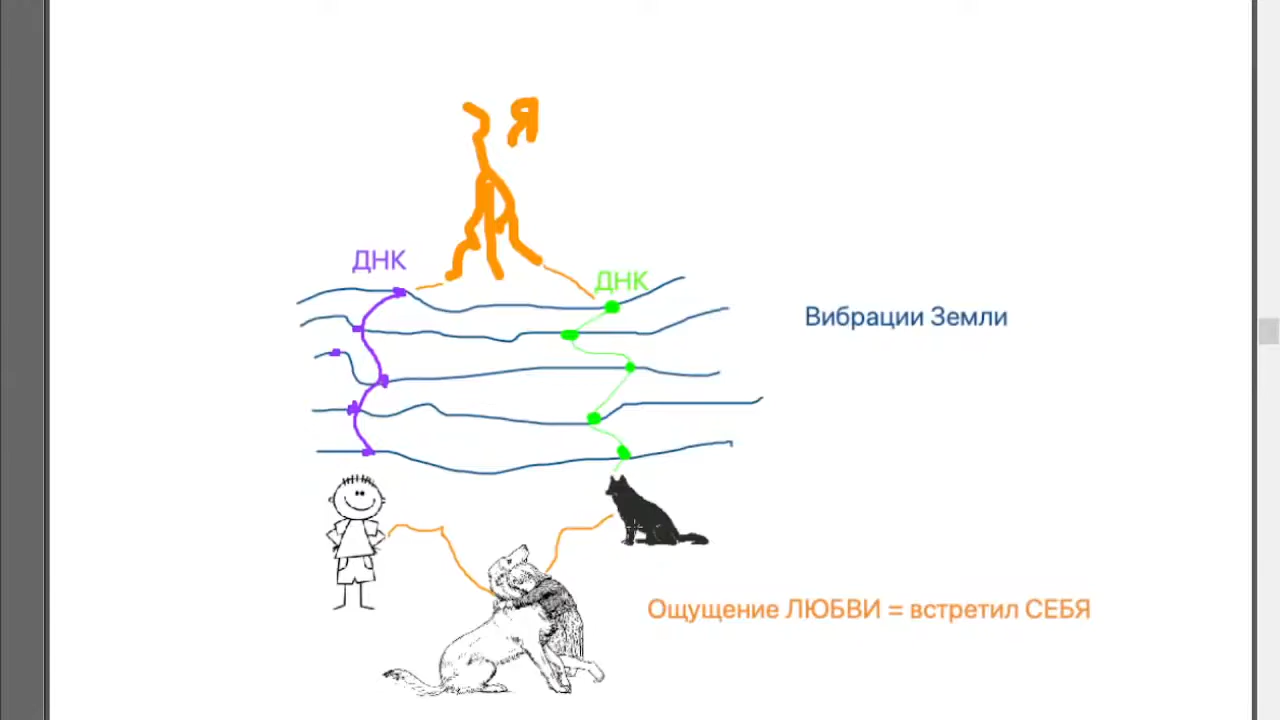 Я
ДНК
ДНК
Вибрации Земли
Ощущение ЛЮБВИ = встретил СЕБЯ